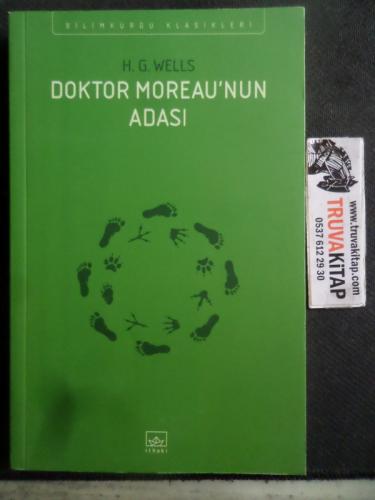 BİLİMKURGU KLASİKLERİ
H. G. WELLS
DOKTOR MOREAU'NUN
ADASI
ithaki
www.truvakitap.com
TRUVAKİTAP
0537 612 29 30